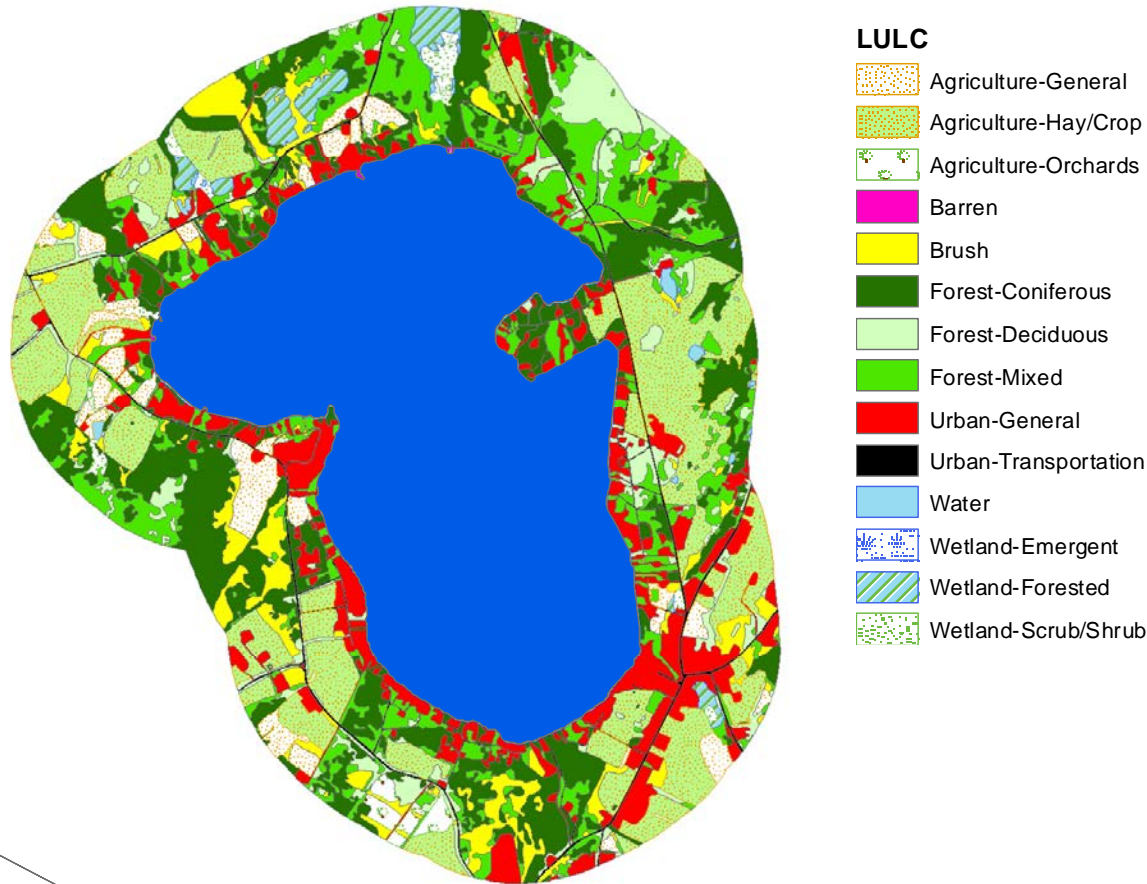 LULC
Agriculture-General
Agriculture-Hay/Crop
Agriculture-Orchards
Barren
Brush
Forest-Coniferous
Forest-Deciduous
Forest-Mixed
Urban-General
Urban-Transportation
Water
Wetland-Emergent
Wetland-Forested
Wetland-Scrub/Shrub